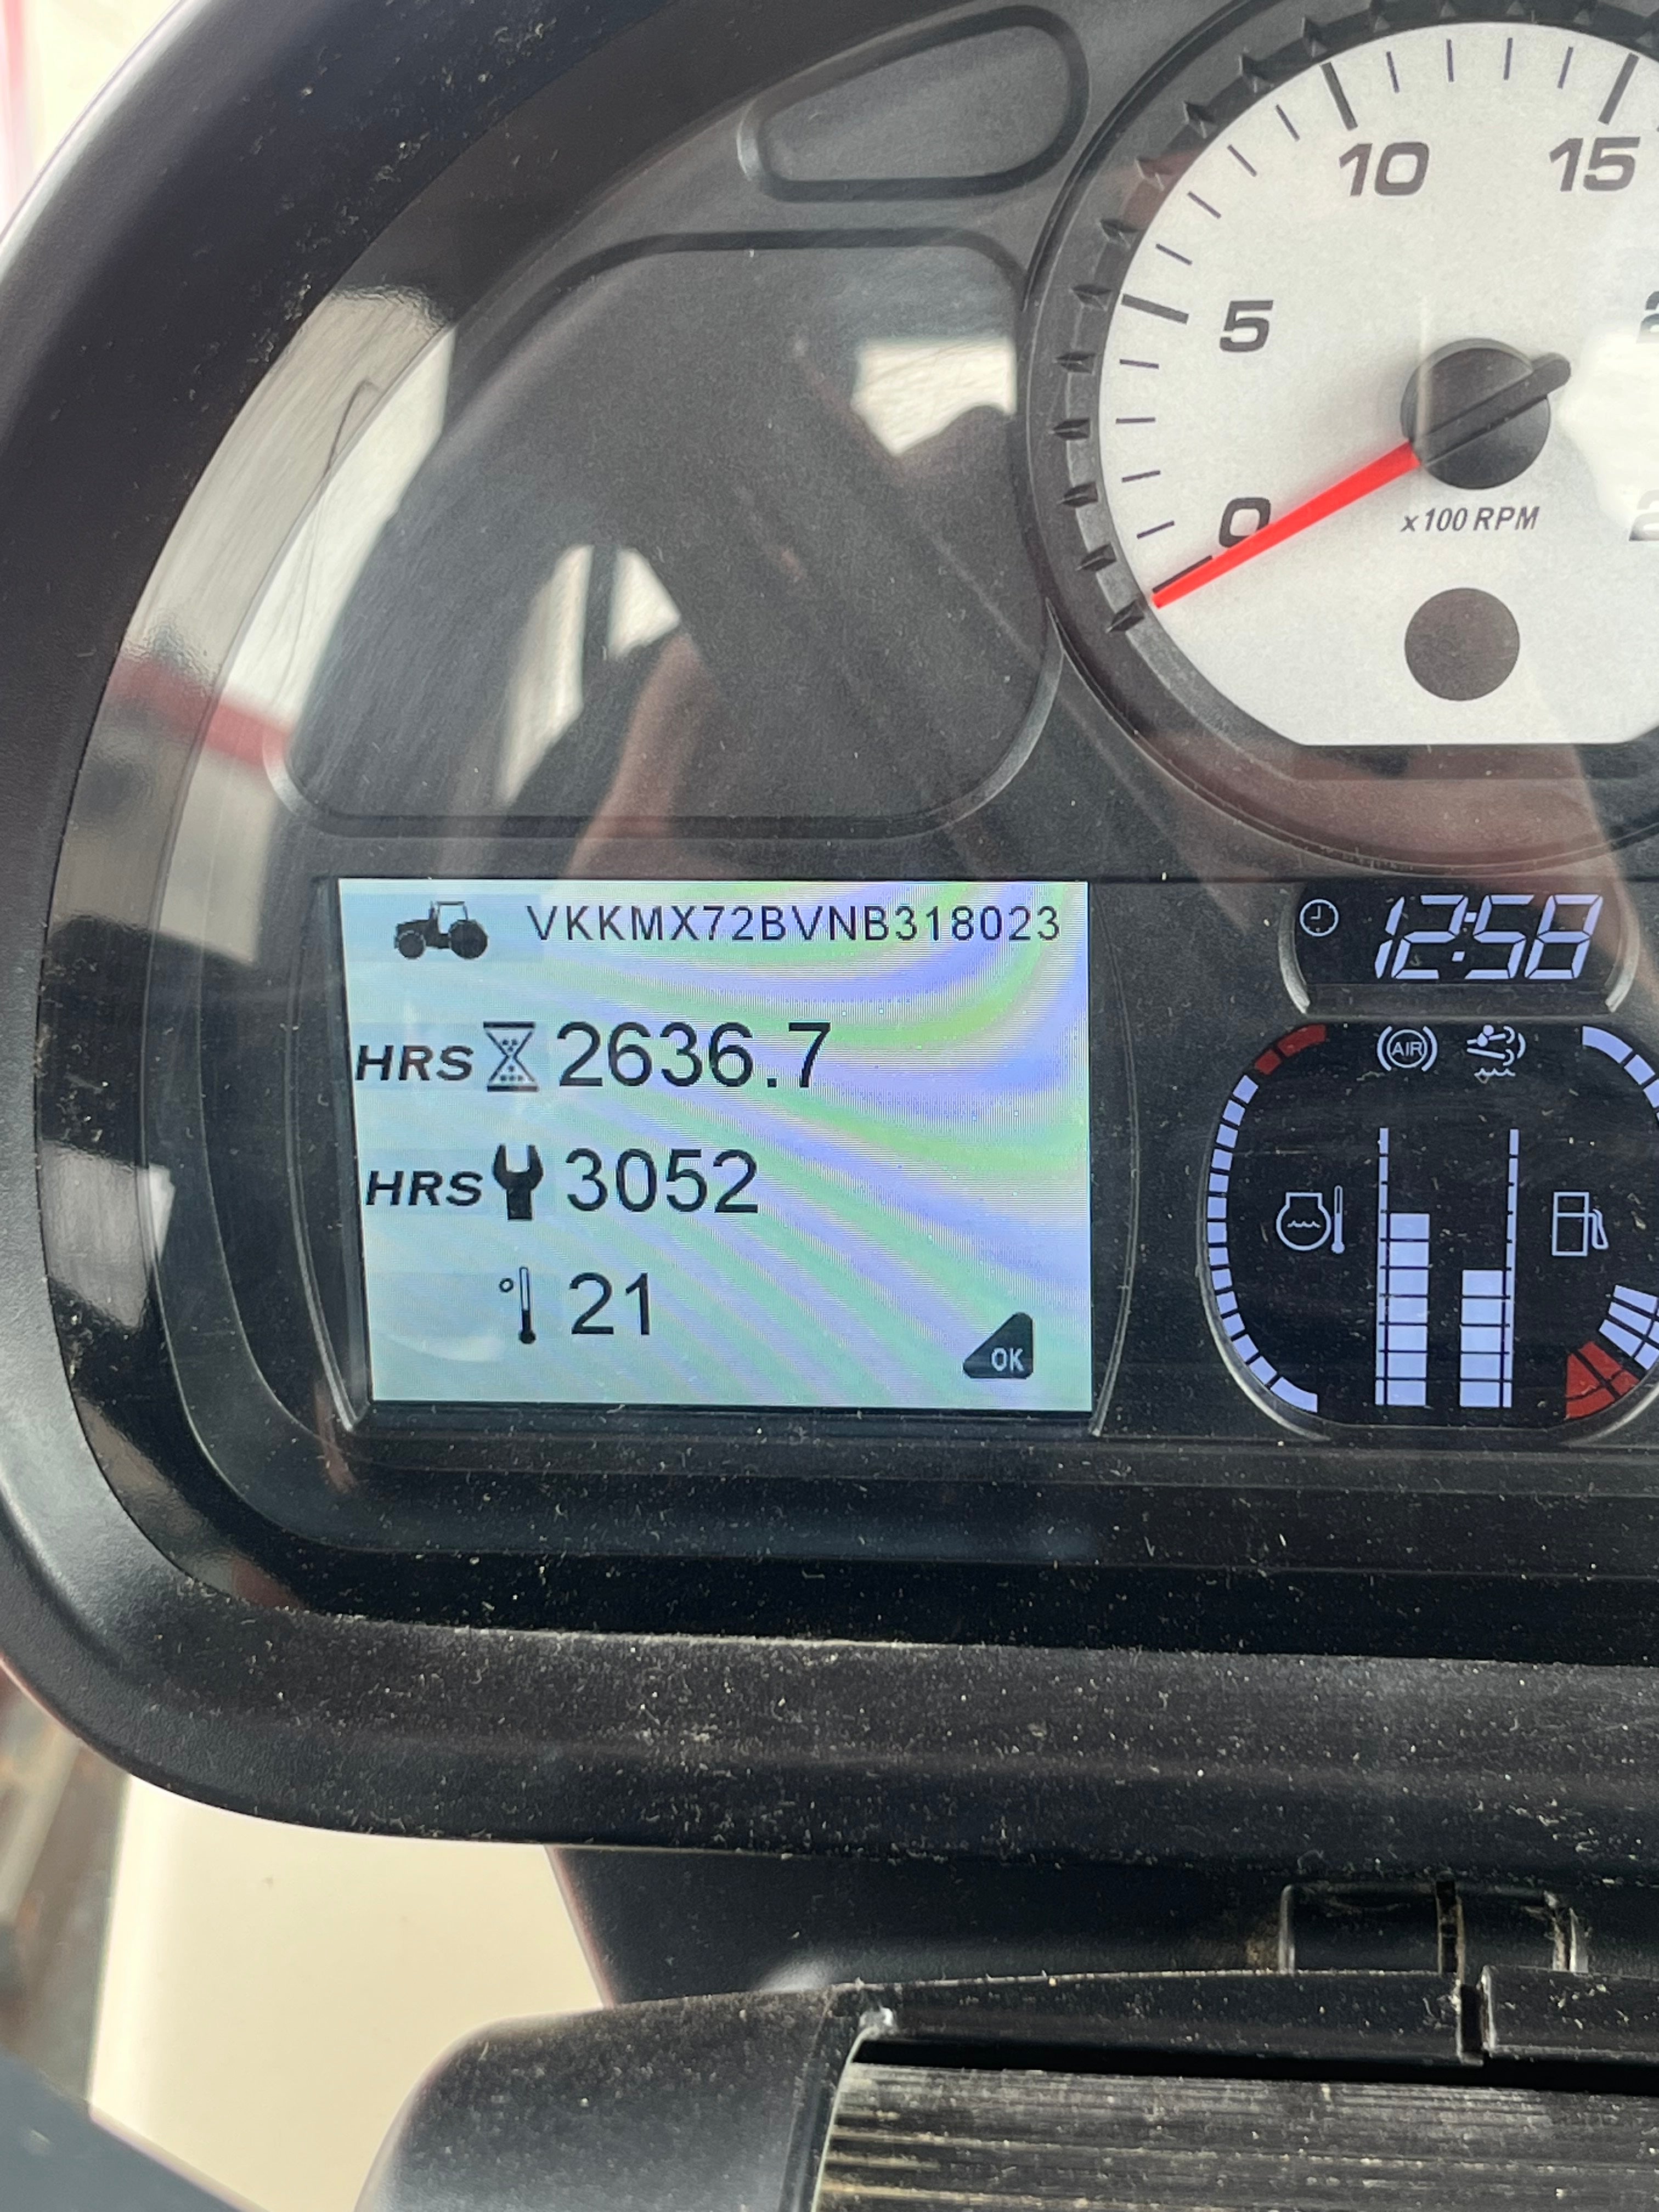 10
15
5
0
x100 RPM
VKKMX72BVNB318023
12:58
HRS 2636.7
AIR
HRS 3052
° 21
OK